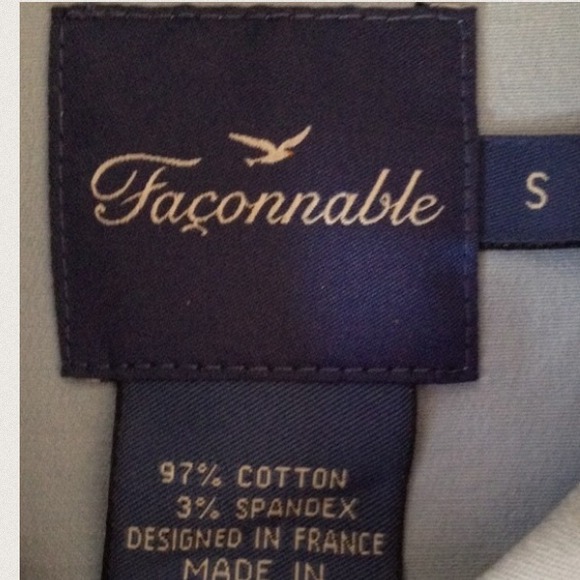 Façonnable
S
97% COTTON
3% SPANDEX
DESIGNED IN FRANCE
MADE IN